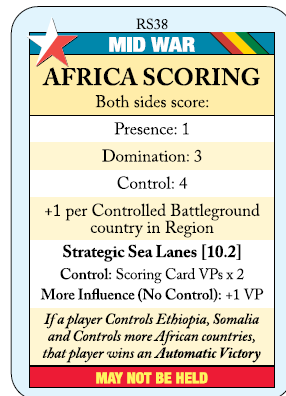 RS38
MID WAR
AFRICA SCORING
Both sides score:
Presence: 1
Domination: 3
Control: 4
+1 per Controlled Battleground
country in Region
Strategic Sea Lanes [10.2]
Control: Scoring Card VPs x 2
More Influence (No Control): +1 VP
If a player Controls Ethiopia, Somalia
and Controls more African countries,
that player wins an Automatic Victory
MAY NOT BE HELD